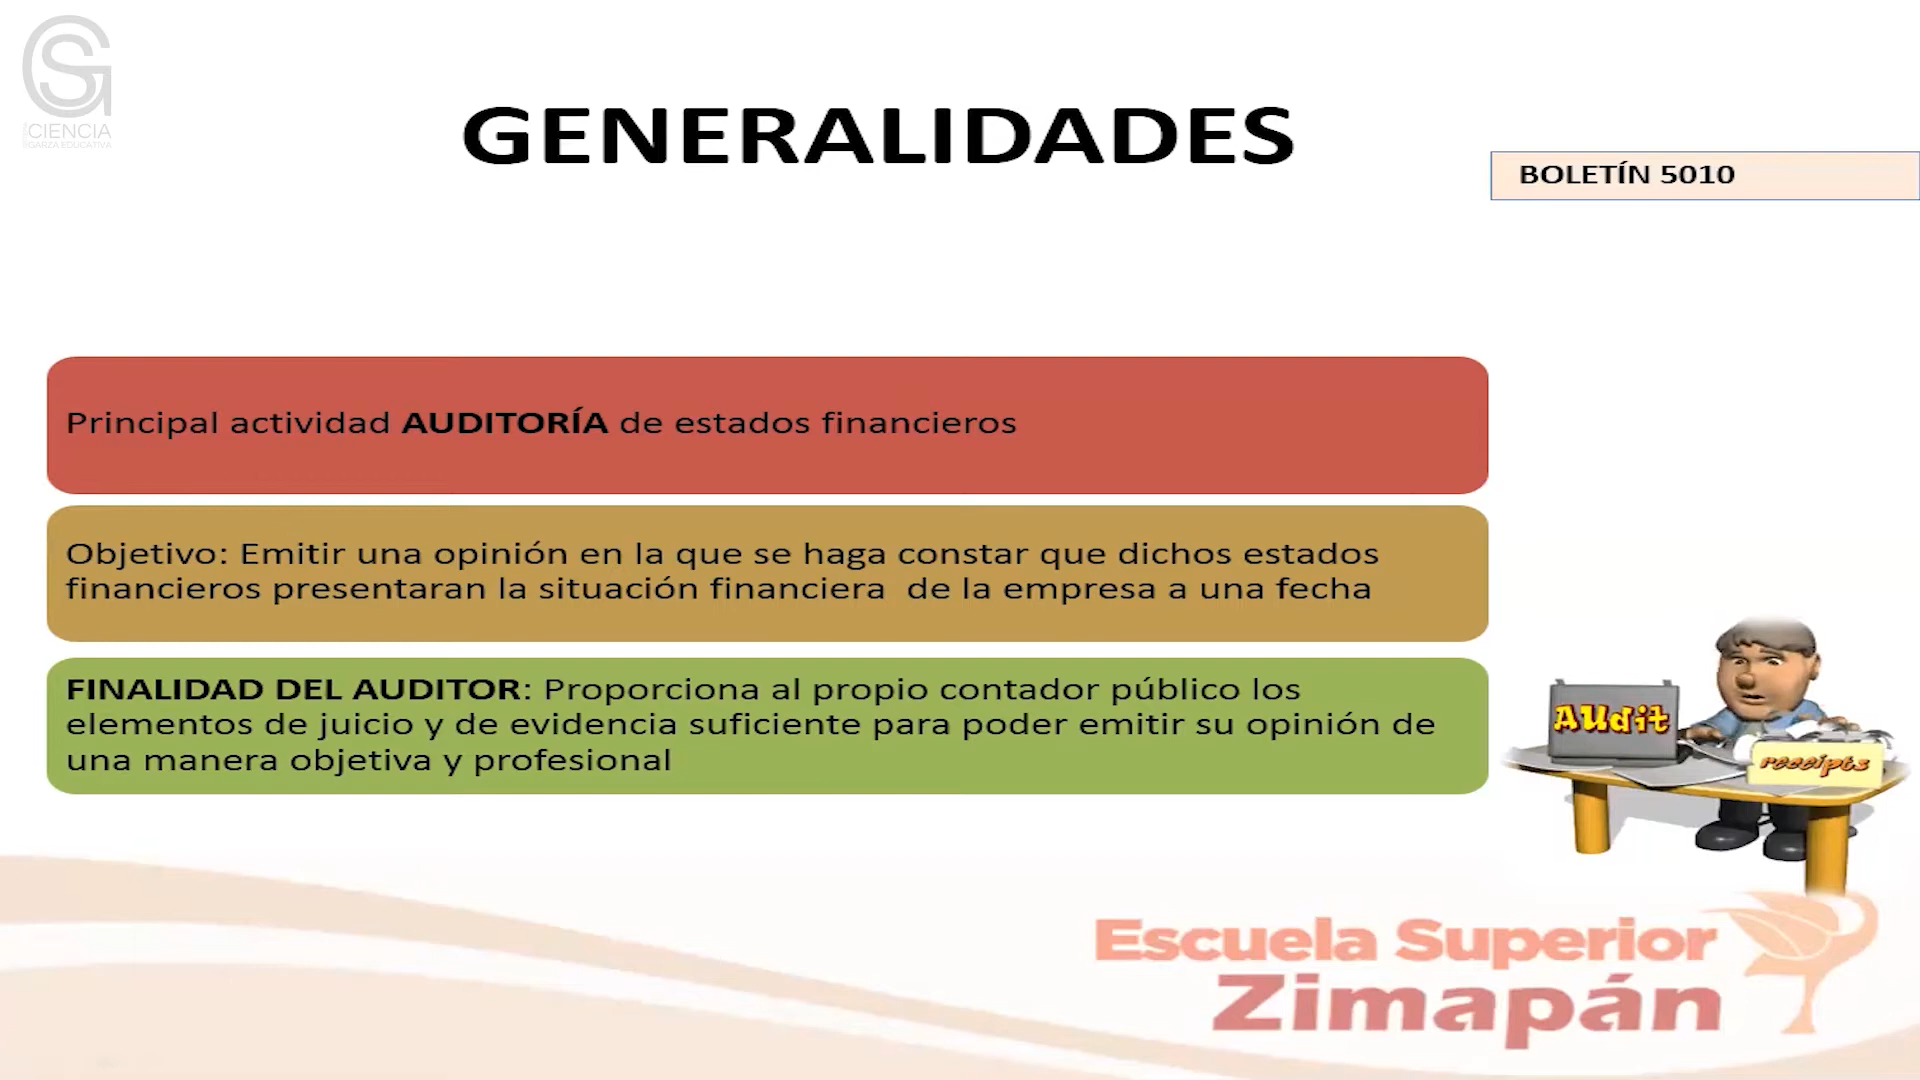 CIENCIA
GARZA EDUCATIVA
GENERALIDADES
BOLETÍN 5010
Principal actividad AUDITORÍA de estados financieros
Objetivo: Emitir una opinión en la que se haga constar que dichos estados
financieros presentaran la situación financiera  de la empresa a una fecha
FINALIDAD DEL AUDITOR: Proporciona al propio contador público los
elementos de juicio y de evidencia suficiente para poder emitir su opinión de
una manera objetiva y profesional
AUdit
receipts
Escuela Superior
Zimapán